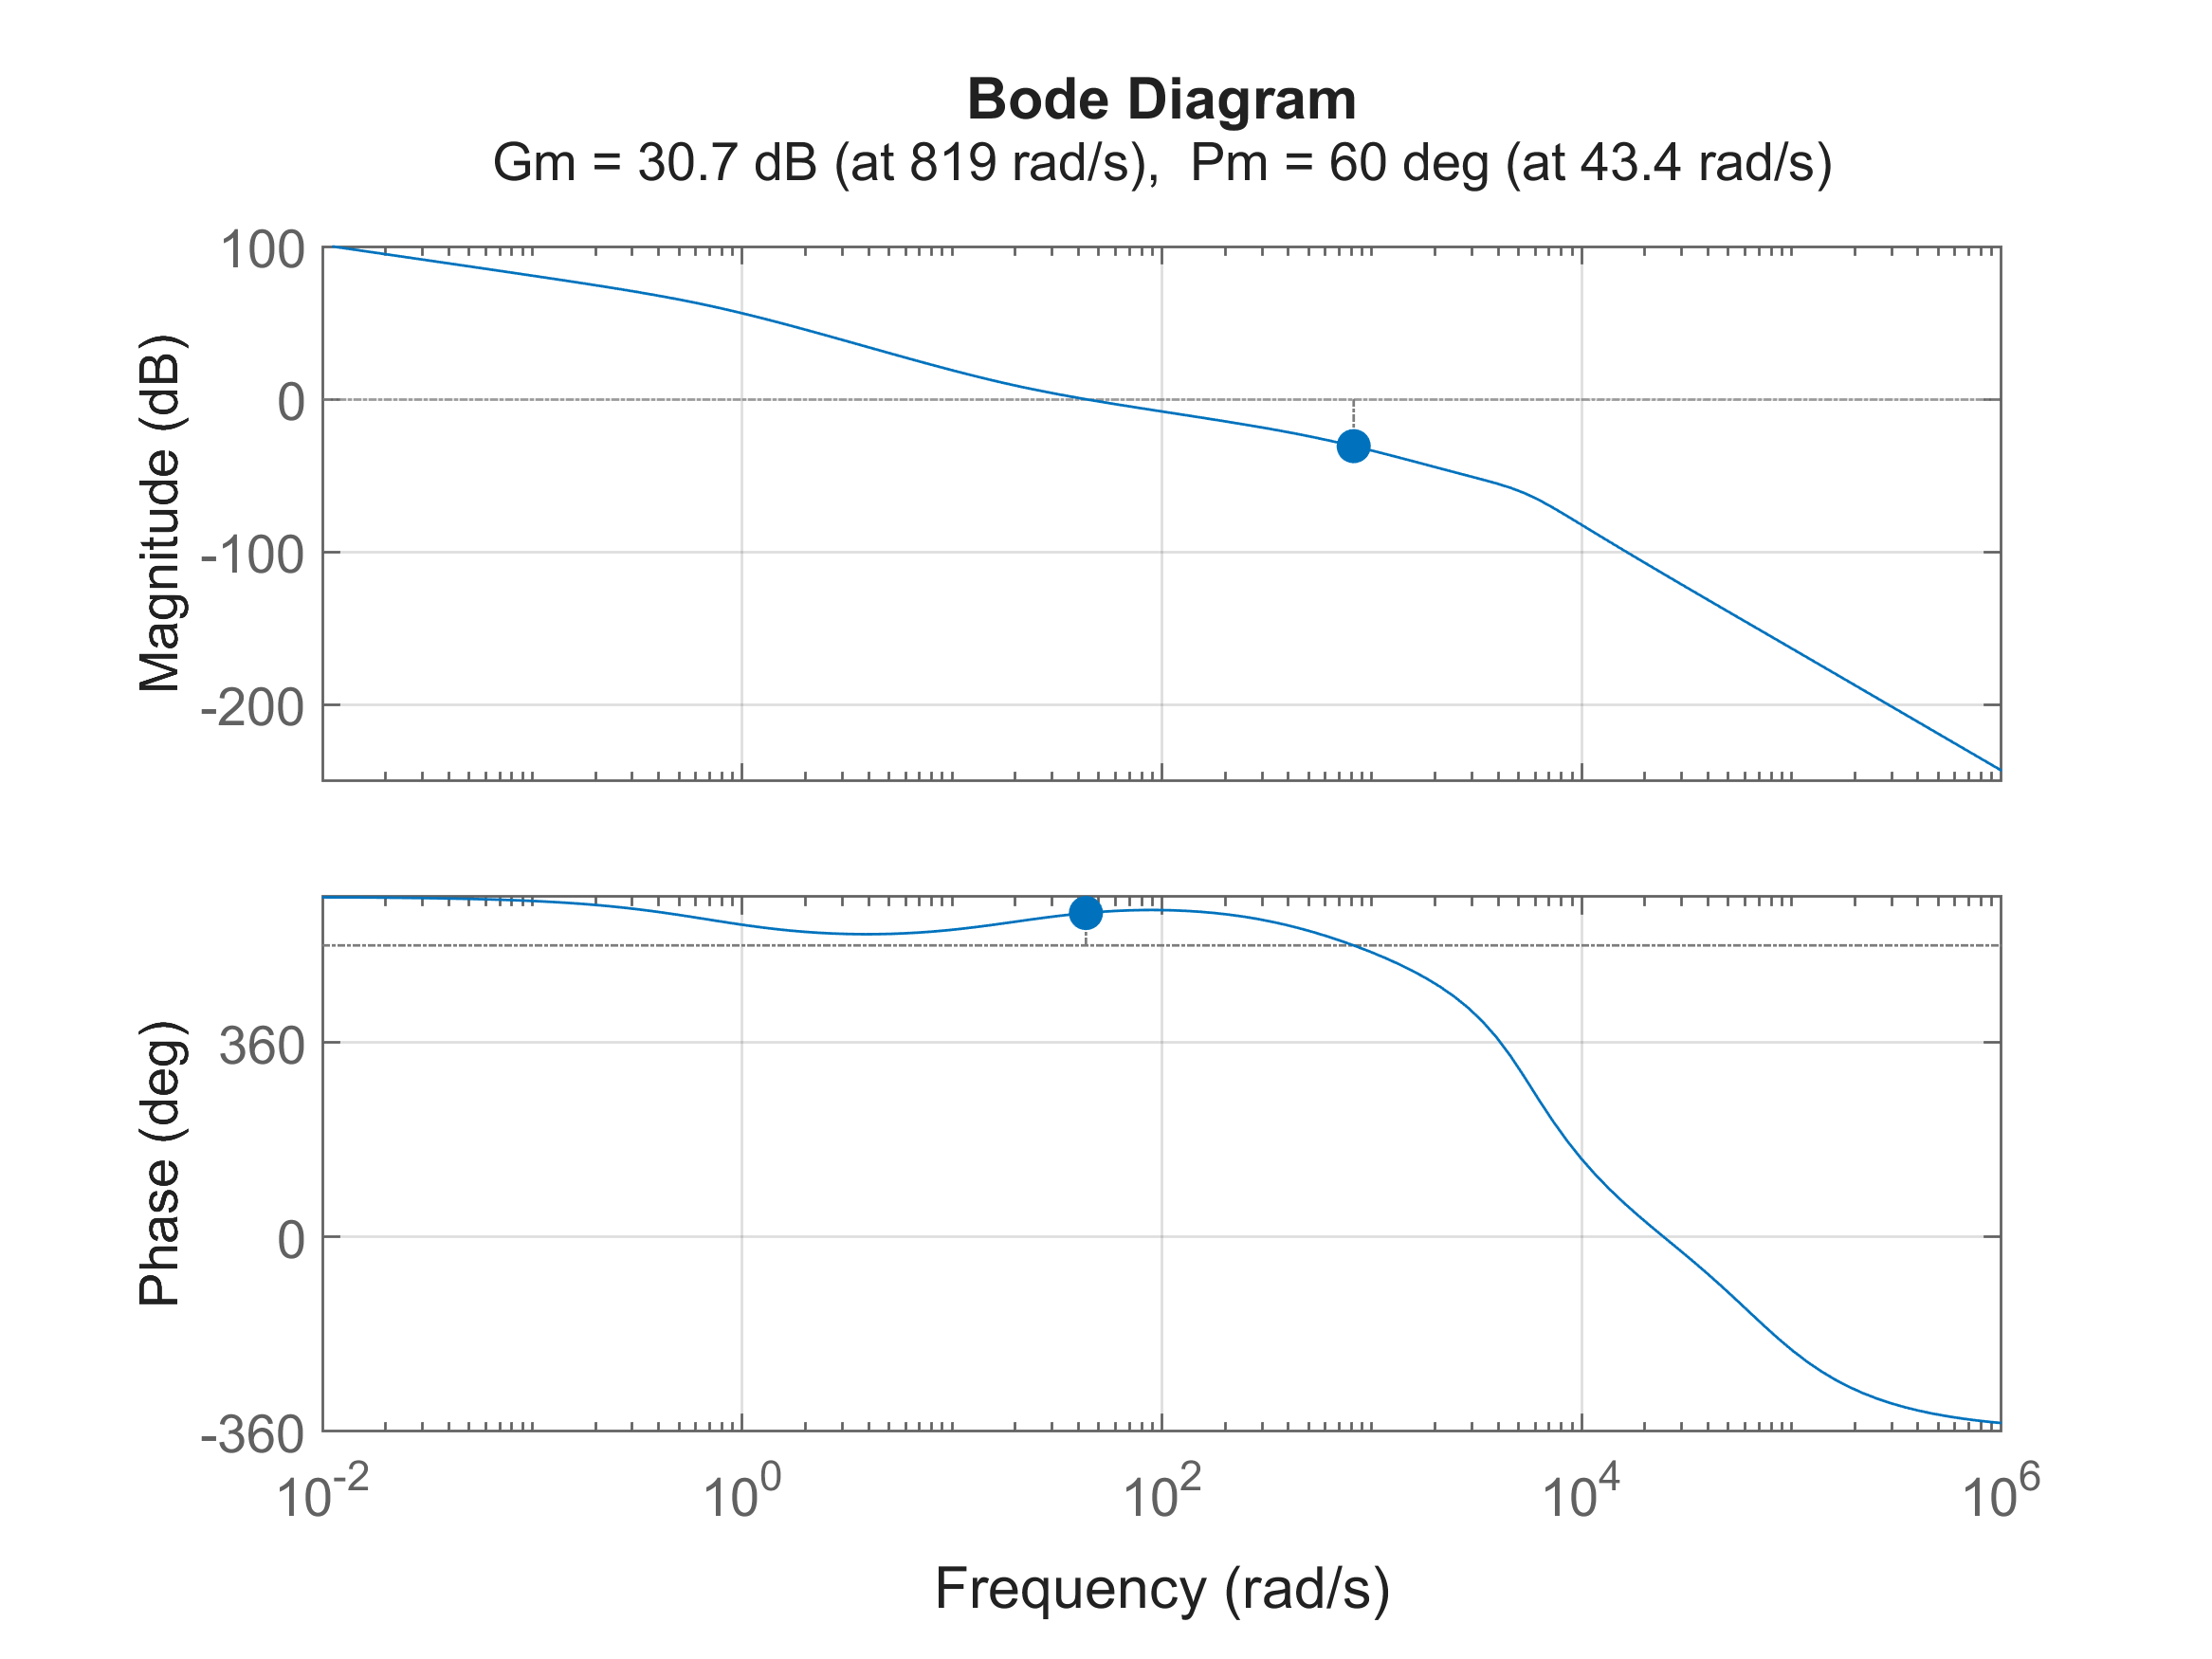 Bode Diagram
Gm = 30.7 dB (at 819 rad/s),  Pm = 60 deg (at 43.4 rad/s)
Magnitude (dB)
100
0
-100
-200
Phase (deg)
360
0
-360
10^-2 10^0 10^2 10^4 10^6
Frequency (rad/s)